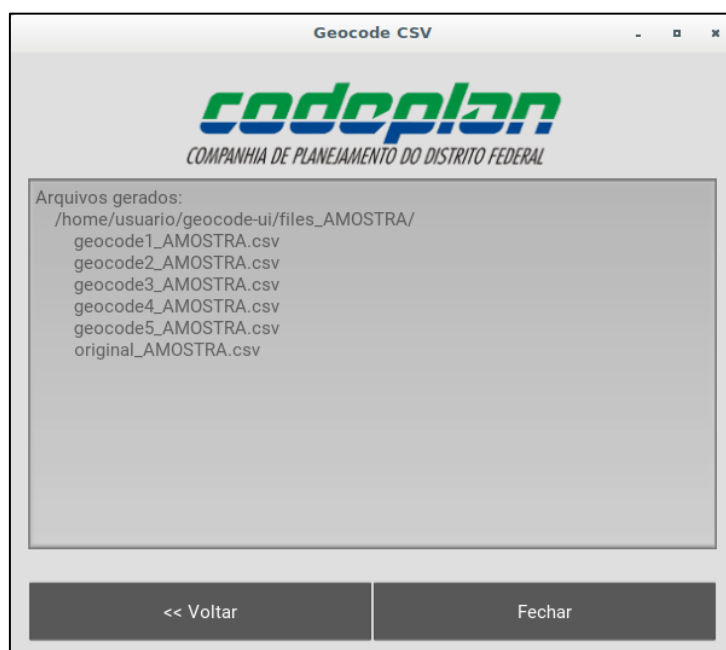 Geocode CSV
codeplan
COMPANHIA DE PLANEJAMENTO DO DISTRITO FEDERAL
Arquivos gerados:
/home/usuario/geocode-ui/files_AMOSTRA/
geocode1_AMOSTRA.csv
geocode2_AMOSTRA.csv
geocode3_AMOSTRA.csv
geocode4_AMOSTRA.csv
geocode5_AMOSTRA.csv
original_AMOSTRA.csv
<< Voltar
Fechar